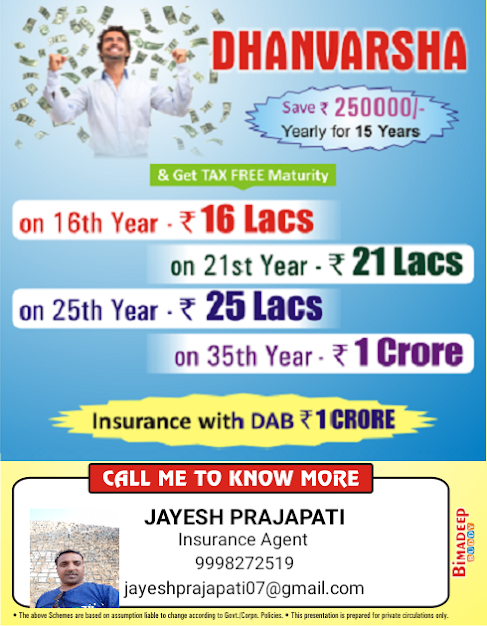 DHANVARSHA
Save ₹ 250000/-
Yearly for 15 Years
& Get TAX FREE Maturity
on 16th Year - ₹ 16 Lacs
on 21st Year - ₹ 21 Lacs
on 25th Year - ₹ 25 Lacs
on 35th Year - ₹ 1 Crore
Insurance with DAB ₹ 1 CRORE
CALL ME TO KNOW MORE
JAYESH PRAJAPATI
Insurance Agent
9998272519
jayeshprajapati07@gmail.com
BIMADEEP
• The above Schemes are based on assumption liable to change according to Govt./Corpn. Policies. • This presentation is prepared for private circulations only.